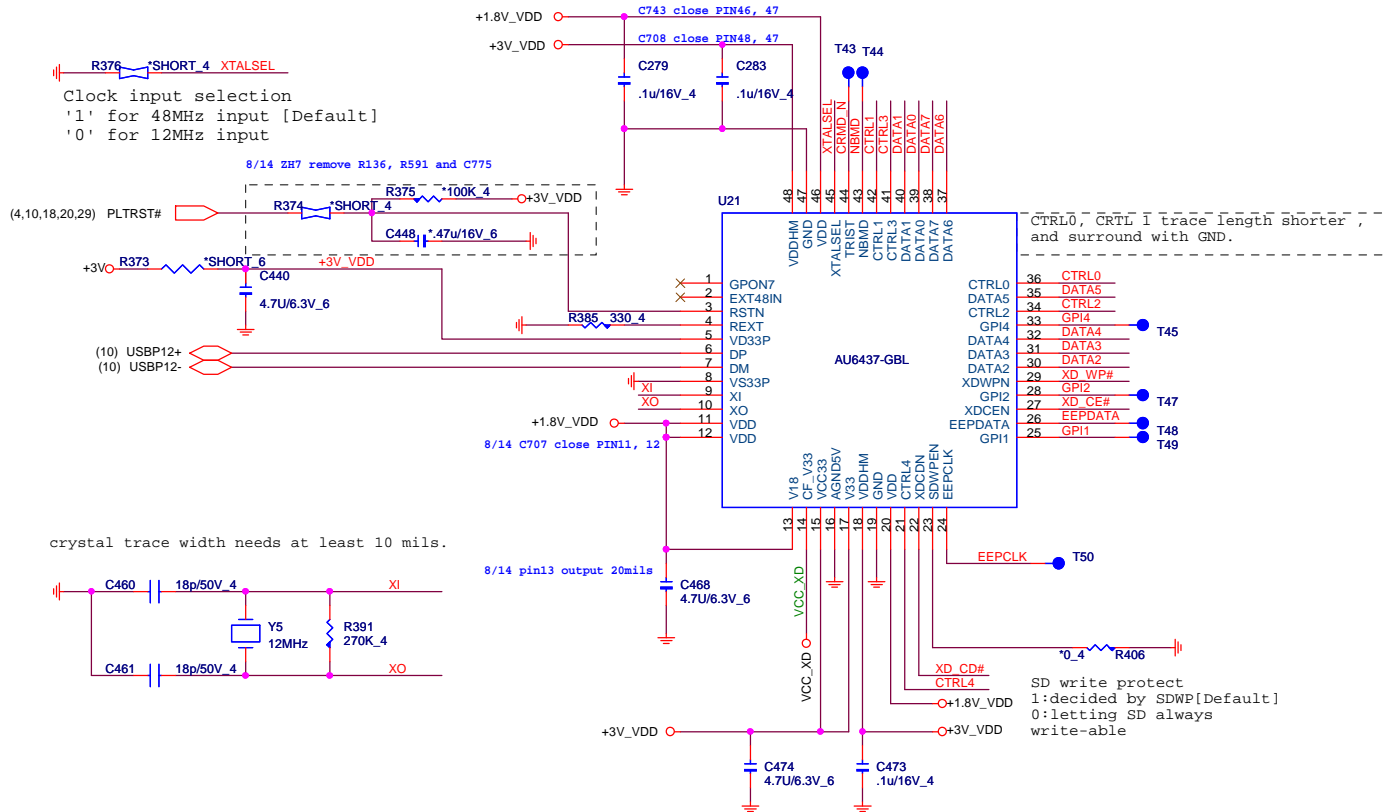 +1.8V_VDD
C743 close PIN46, 47
+3V_VDD
C708 close PIN48, 47
T43
T44
R376
*SHORT_4
XTALSEL
C279
.1u/16V_4
C283
.1u/16V_4
Clock input selection
'1' for 48MHz input [Default]
'0' for 12MHz input
XTALSEL
CRMD_N
NBMD
CTRL1
CTRL3
DATA1
DATA0
DATA7
DATA6
8/14 ZH7 remove R136, R591 and C775
R375
*100K_4
+3V_VDD
(4,10,18,20,29) PLTRST#
R374
*SHORT_4
C448
*.47u/16V_6
+3V
R373
*SHORT_6
+3V_VDD
C440
4.7U/6.3V_6
R385 330_4
(10) USBP12+
(10) USBP12-
XI
XO
+1.8V_VDD
8/14 C707 close PIN11, 12
U21
AU6437-GBL
48
47
46
45
44
43
42
41
40
39
38
37
VDDHM
GND
VDD
XTALSEL
TRIST
NBMD
CTRL1
CTRL3
DATA1
DATA0
DATA7
DATA6
1 GPON7
2 EXT48IN
3 RSTN
4 REXT
5 VD33P
6 DP
7 DM
8 VS33P
9 XI
10 XO
11 VDD
12 VDD
CTRL0 36 CTRL0
DATA5 35 DATA5
CTRL2 34 CTRL2
GPI4 33 GPI4 T45
DATA4 32 DATA4
DATA3 31 DATA3
DATA2 30 DATA2
XDWPN 29 XD_WP#
GPI2 28 GPI2 T47
XDCEN 27 XD_CE#
EEPDATA 26 EEPDATA T48
GPI1 25 GPI1 T49
CTRL0, CRTL 1 trace length shorter ,
and surround with GND.
V18
CF_V33
VCC33
AGND5V
V33
VDDHM
GND
VDD
CTRL4
XDCDN
SDWPEN
EEPCLK
13
14
15
16
17
18
19
20
21
22
23
24
EEPCLK
T50
crystal trace width needs at least 10 mils.
8/14 pin13 output 20mils
C468
4.7U/6.3V_6
VCC_XD
VCC_XD
C460
18p/50V_4
XI
Y5
12MHz
R391
270K_4
C461
18p/50V_4
XO
*0_4
R406
XD_CD#
CTRL4
+1.8V_VDD
SD write protect
1:decided by SDWP[Default]
0:letting SD always
write-able
+3V_VDD
+3V_VDD
C474
4.7U/6.3V_6
C473
.1u/16V_4